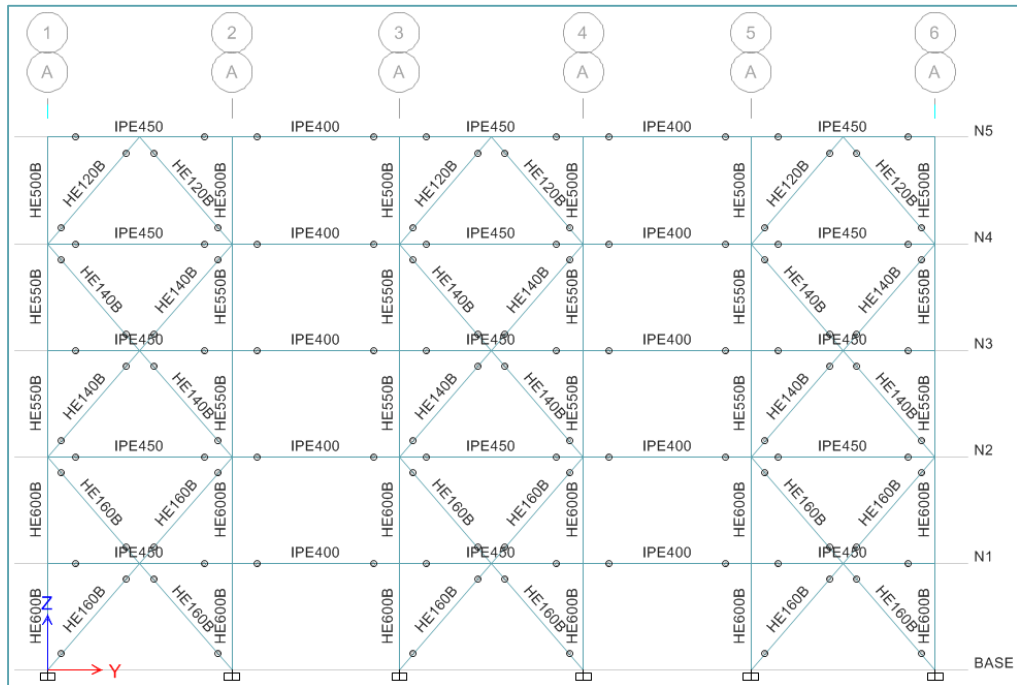 1 2 3 4 5 6
A A A A A A
IPE450 IPE400 IPE450 IPE400 IPE450 N5
HE500B HE120B HE120B HE500B HE500B HE120B HE120B HE500B HE500B HE120B HE120B HE500B
IPE450 IPE400 IPE450 IPE400 IPE450 N4
HE550B HE140B HE140B HE550B HE550B HE140B HE140B HE550B HE550B HE140B HE140B HE550B
IPE450 IPE400 IPE450 IPE400 IPE450 N3
HE550B HE140B HE140B HE550B HE550B HE140B HE140B HE550B HE550B HE140B HE140B HE550B
IPE450 IPE400 IPE450 IPE400 IPE450 N2
HE600B HE160B HE160B HE600B HE600B HE160B HE160B HE600B HE600B HE160B HE160B HE600B
IPE450 IPE400 IPE450 IPE400 IPE450 N1
HE600B HE160B HE160B HE600B HE600B HE160B HE160B HE600B HE600B HE160B HE160B HE600B
Z
Y
BASE